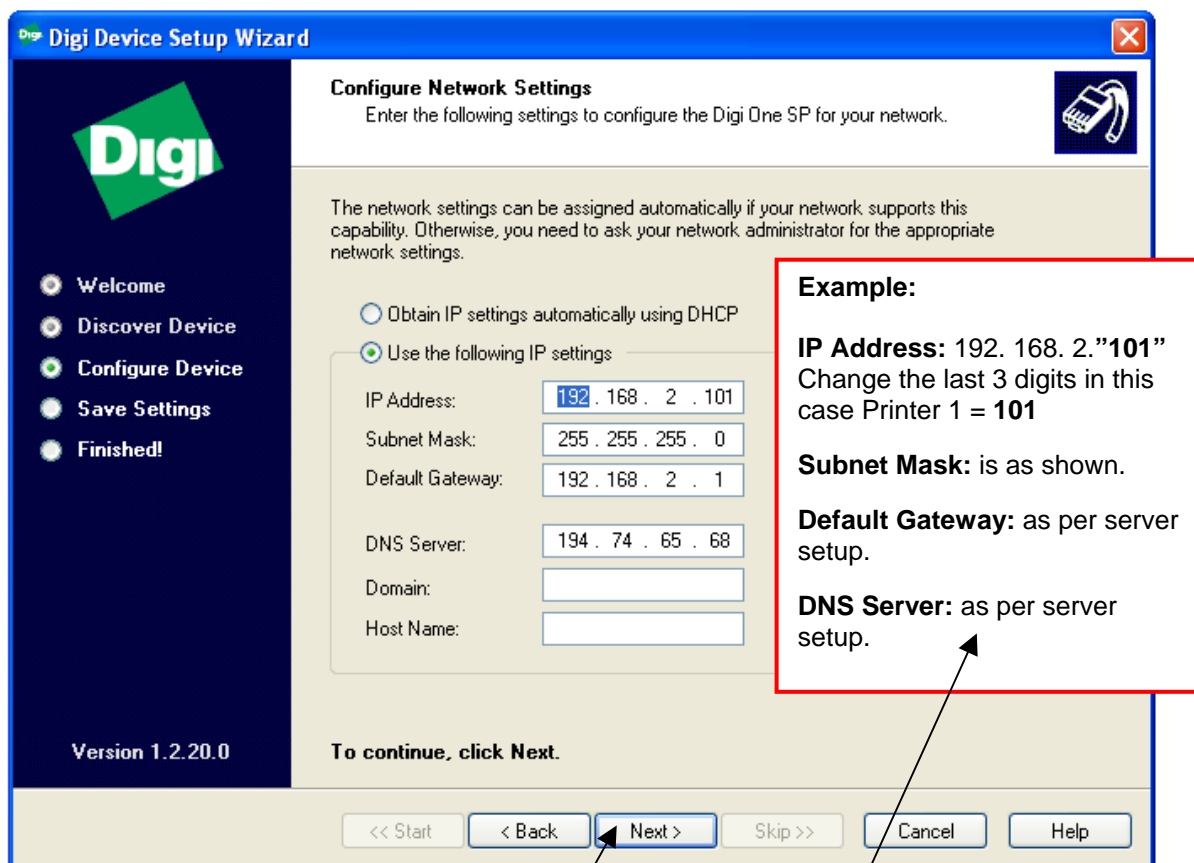 Digi Device Setup Wizard
Digi
Welcome
Discover Device
Configure Device
Save Settings
Finished!
Version 1.2.20.0
Configure Network Settings
Enter the following settings to configure the Digi One SP for your network.
The network settings can be assigned automatically if your network supports this
capability. Otherwise, you need to ask your network administrator for the appropriate
network settings.
Obtain IP settings automatically using DHCP
Use the following IP settings
IP Address: 192 . 168 . 2 . 101
Subnet Mask: 255 . 255 . 255 . 0
Default Gateway: 192 . 168 . 2 . 1
DNS Server: 194 . 74 . 65 . 68
Domain:
Host Name:
Example:
IP Address: 192. 168. 2.”101”
Change the last 3 digits in this
case Printer 1 = 101
Subnet Mask: is as shown.
Default Gateway: as per server
setup.
DNS Server: as per server
setup.
To continue, click Next.
<< Start
< Back
Next >
Skip >>
Cancel
Help